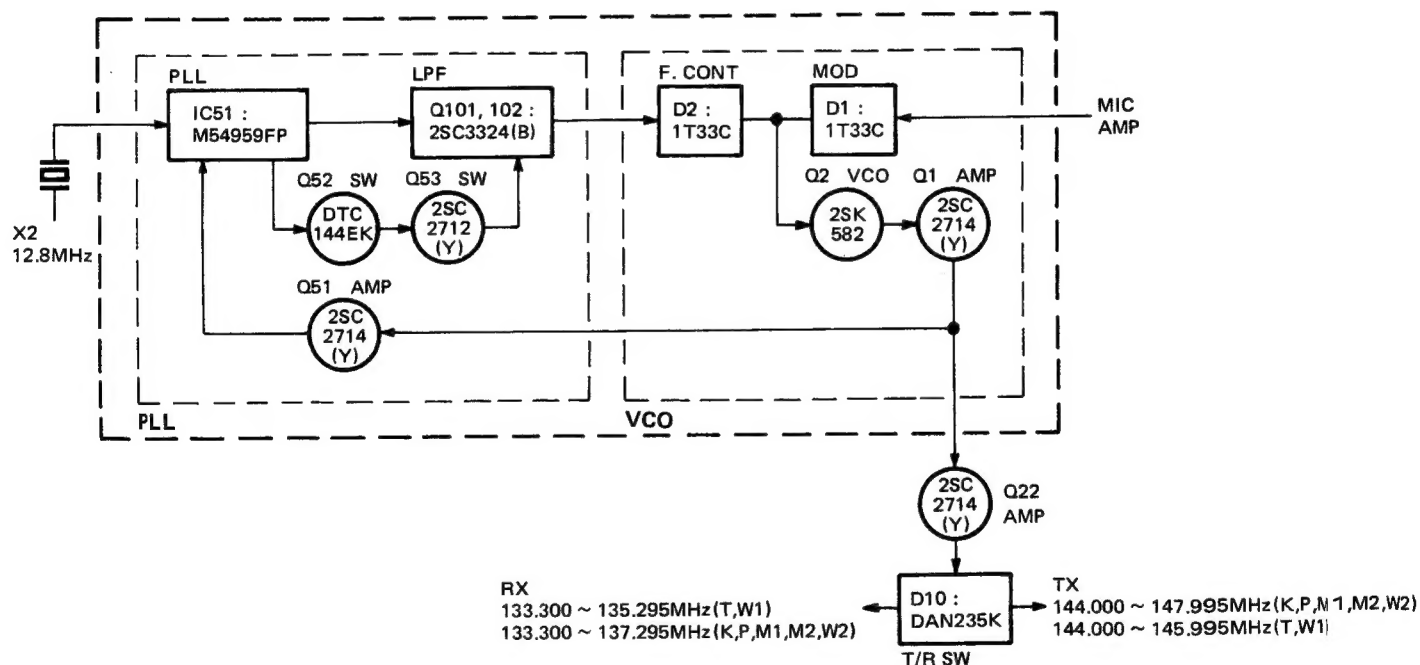 PLL
IC51 :
M54959FP
LPF
Q101, 102 :
2SC3324(B)
F. CONT
D2 :
1T33C
MOD
D1 :
1T33C
MIC
AMP
X2
12.8MHz
Q52 SW
DTC
144EK
Q53 SW
2SC
2712
(Y)
Q2 VCO
2SK
582
Q1 AMP
2SC
2714
(Y)
Q51 AMP
2SC
2714
(Y)
PLL
VCO
2SC
2714
(Y)
Q22
AMP
RX
133.300 ~ 135.295MHz(T,W1)
133.300 ~ 137.295MHz(K,P,M1,M2,W2)
D10 :
DAN235K
T/R SW
TX
144.000 ~ 147.995MHz(K,P,M1,M2,W2)
144.000 ~ 145.995MHz(T,W1)